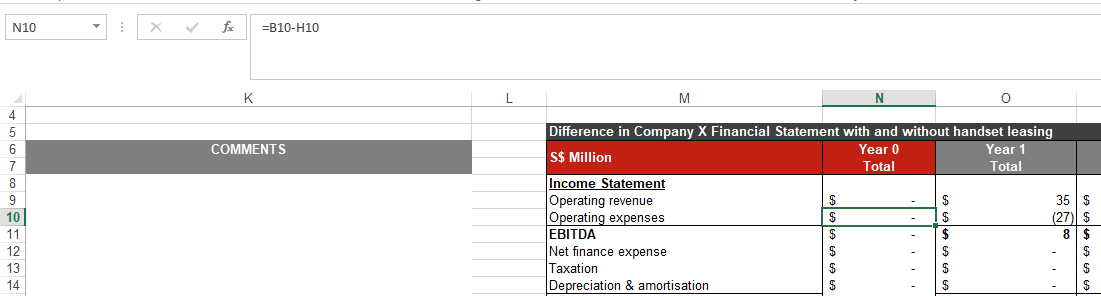 N10 fx =B10-H10
K L M N O
4
5 Difference in Company X Financial Statement with and without handset leasing
6 COMMENTS S$ Million Year 0 Year 1
7 Total Total
8 Income Statement
9 Operating revenue $ - $ 35 $
10 Operating expenses $ - $ (27) $
11 EBITDA $ - $ 8 $
12 Net finance expense $ - $ - $
13 Taxation $ - $ - $
14 Depreciation & amortisation $ - $ - $